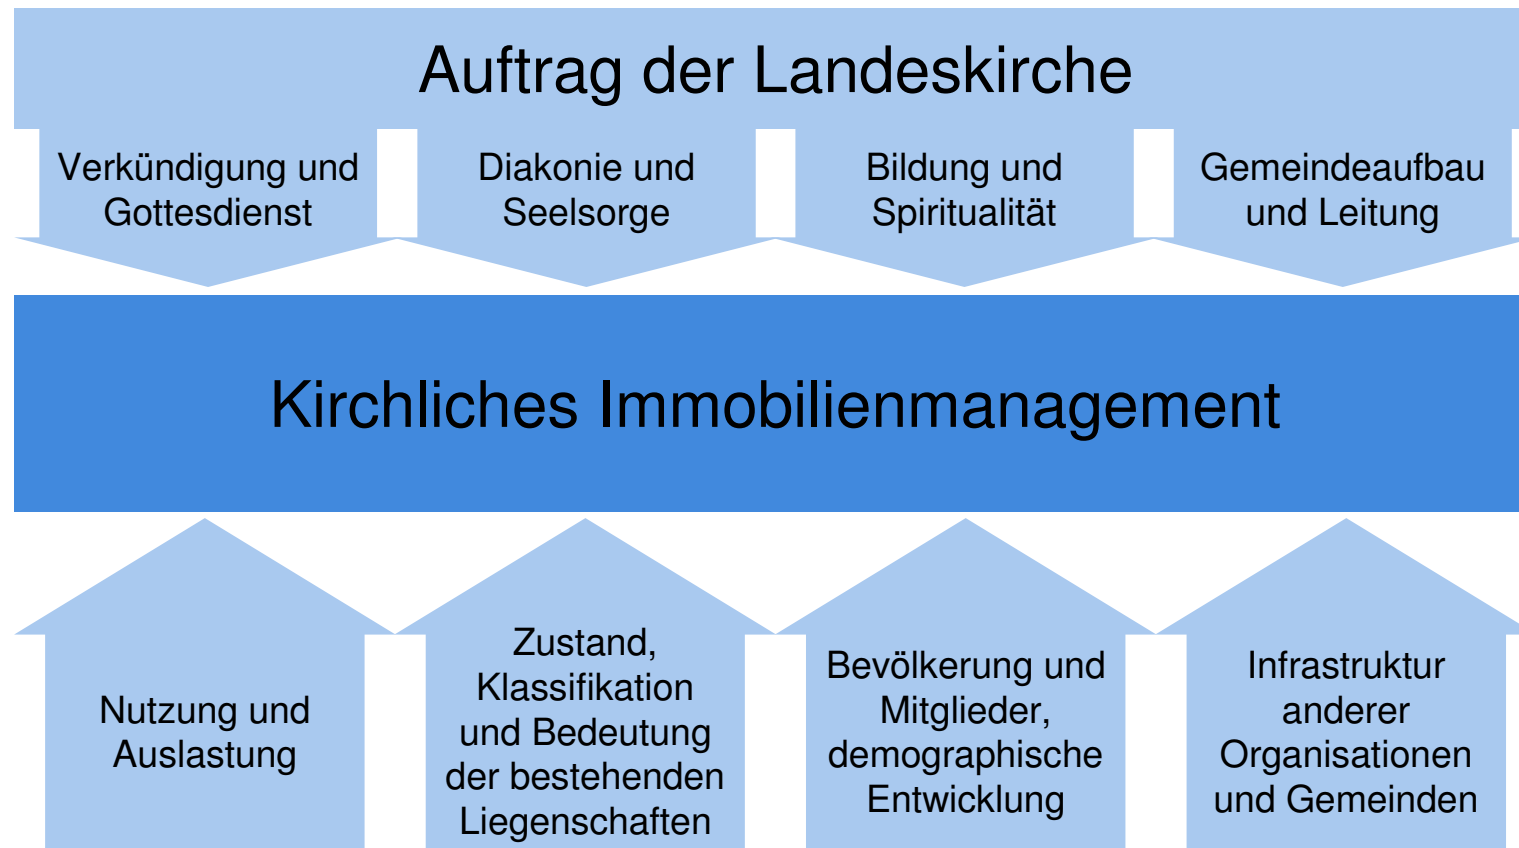 Auftrag der Landeskirche
Verkündigung und
Gottesdienst
Diakonie und
Seelsorge
Bildung und
Spiritualität
Gemeindeaufbau
und Leitung
Kirchliches Immobilienmanagement
Nutzung und
Auslastung
Zustand,
Klassifikation
und Bedeutung
der bestehenden
Liegenschaften
Bevölkerung und
Mitglieder,
demographische
Entwicklung
Infrastruktur
anderer
Organisationen
und Gemeinden